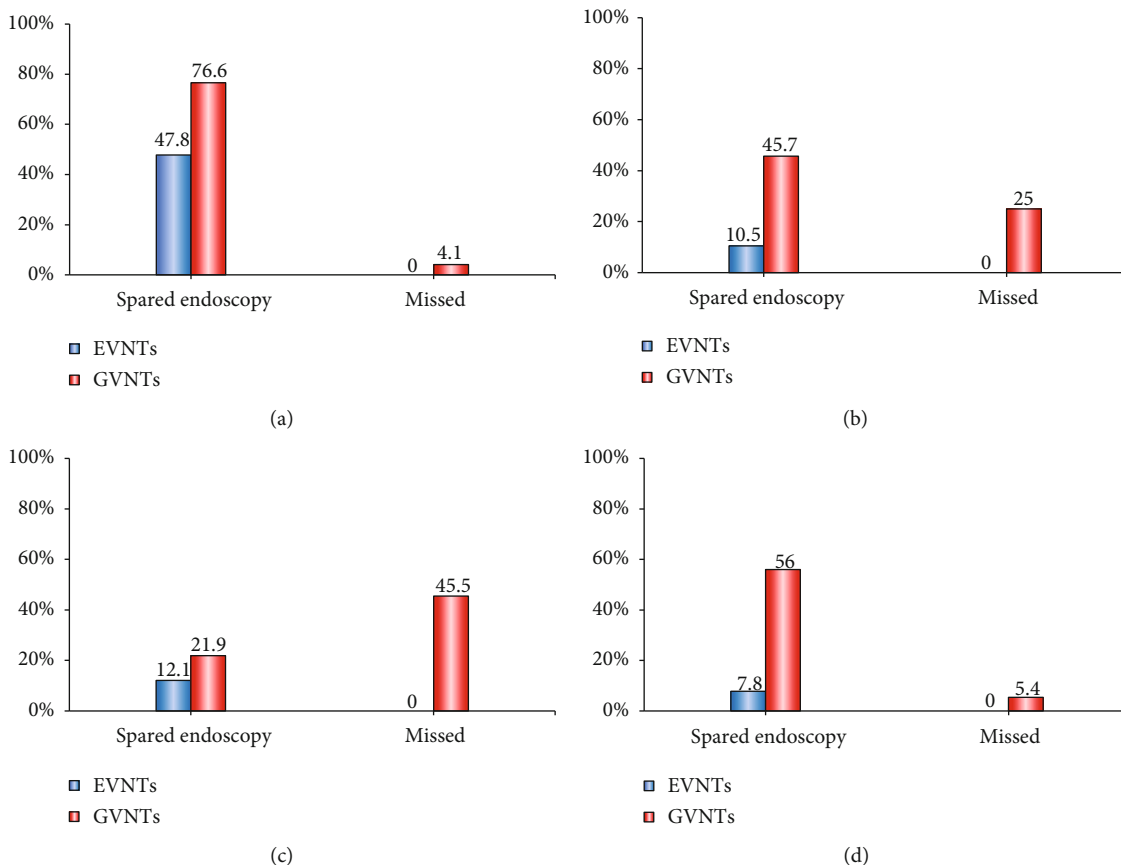 100%
80%
60%
40%
20%
0%
76.6
47.8
4.1
0
Spared endoscopy Missed
EVNTs
GVNTs
(a)
100%
80%
60%
40%
20%
0%
45.7
25
10.5
0
Spared endoscopy Missed
EVNTs
GVNTs
(b)
100%
80%
60%
40%
20%
0%
45.5
21.9
12.1
0
Spared endoscopy Missed
EVNTs
GVNTs
(c)
100%
80%
60%
40%
20%
0%
56
7.8
5.4
0
Spared endoscopy Missed
EVNTs
GVNTs
(d)